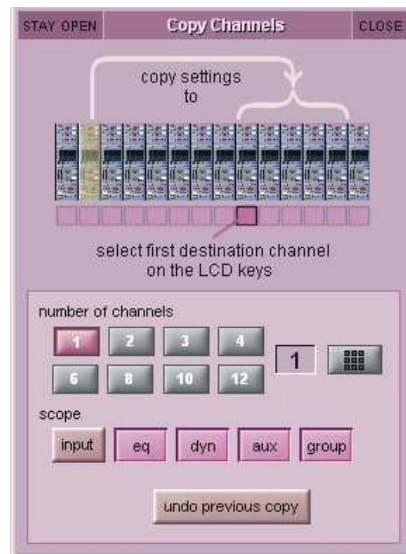 STAY OPEN Copy Channels CLOSE
copy settings
to
select first destination channel
on the LCD keys
number of channels
1 2 3 4
1
6 8 10 12
scope
input eq dyn aux group
undo previous copy